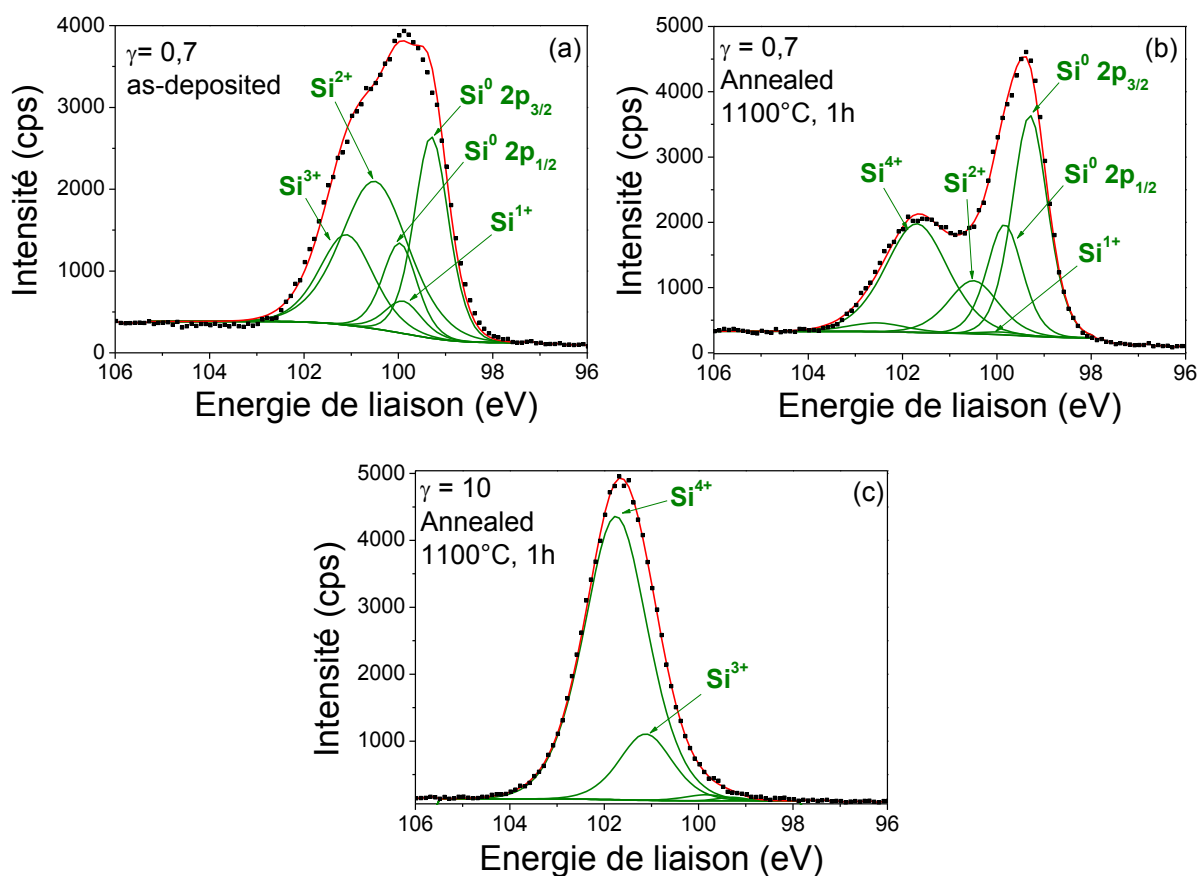 4000
3000
2000
1000
0
Intensité (cps)
γ= 0,7
as-deposited
(a)
Si³⁺
Si²⁺
Si⁰ 2p₃/₂
Si⁰ 2p₁/₂
Si¹⁺
106 104 102 100 98 96
Energie de liaison (eV)
5000
4000
3000
2000
1000
0
Intensité (cps)
γ = 0,7
Annealed
1100°C, 1h
(b)
Si⁴⁺
Si²⁺
Si⁰ 2p₃/₂
Si⁰ 2p₁/₂
Si¹⁺
106 104 102 100 98 96
Energie de liaison (eV)
5000
4000
3000
2000
1000
Intensité (cps)
γ = 10
Annealed
1100°C, 1h
(c)
Si⁴⁺
Si³⁺
106 104 102 100 98 96
Energie de liaison (eV)